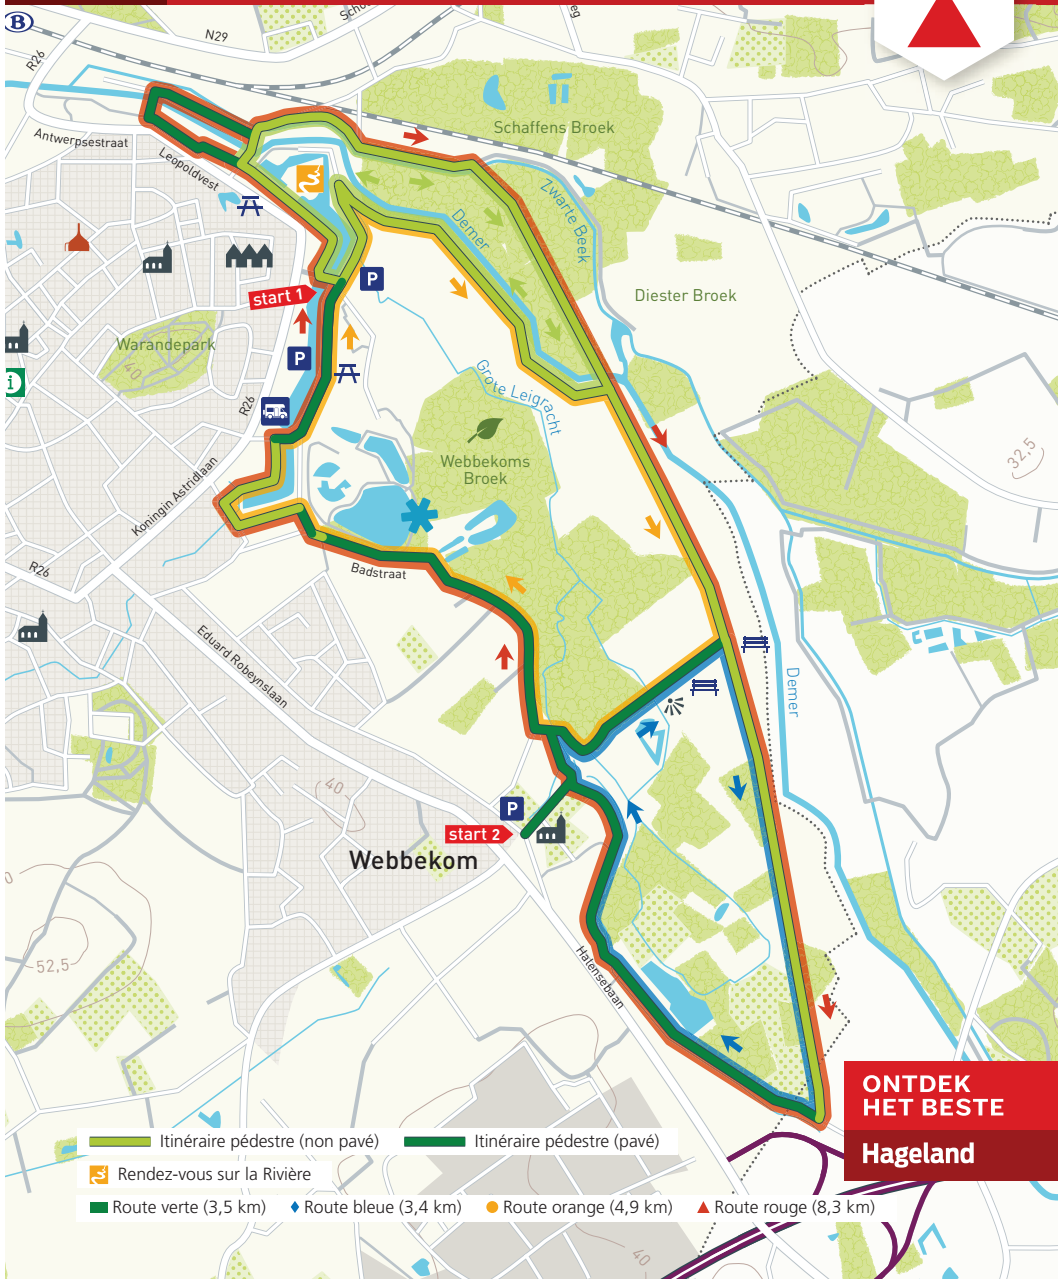 B
N29
R26
Antwerpsestraat
Leopoldvest
Schaffens Broek
Zwarte Beek
Demer
P
start 1
Diester Broek
Warandepark
40
P
i
R26
Grote Leigracht
Webbekoms
Broek
32,5
Koningin Astridlaan
R26
Badstraat
Eduard Robeynslaan
Demer
40
P
start 2
Webbekom
52,5
Halensebaan
ONTDEK
HET BESTE
Hageland
Itinéraire pédestre (non pavé)
Itinéraire pédestre (pavé)
Rendez-vous sur la Rivière
Route verte (3,5 km)
Route bleue (3,4 km)
Route orange (4,9 km)
Route rouge (8,3 km)
40